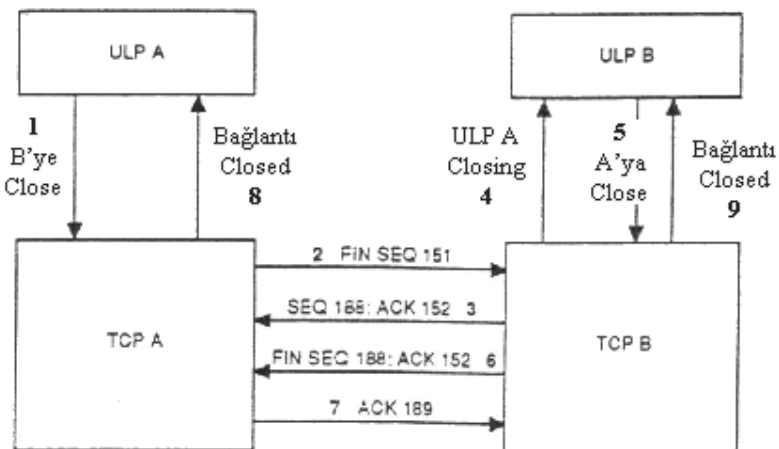 ULP A
ULP B
1
B'ye
Close
Bağlantı
Closed
8
ULP A
Closing
4
5
A'ya
Close
Bağlantı
Closed
9
2 FIN SEQ 151
SEQ 188: ACK 152 3
TCP A
TCP B
FIN SEQ 188: ACK 152 6
7 ACK 189